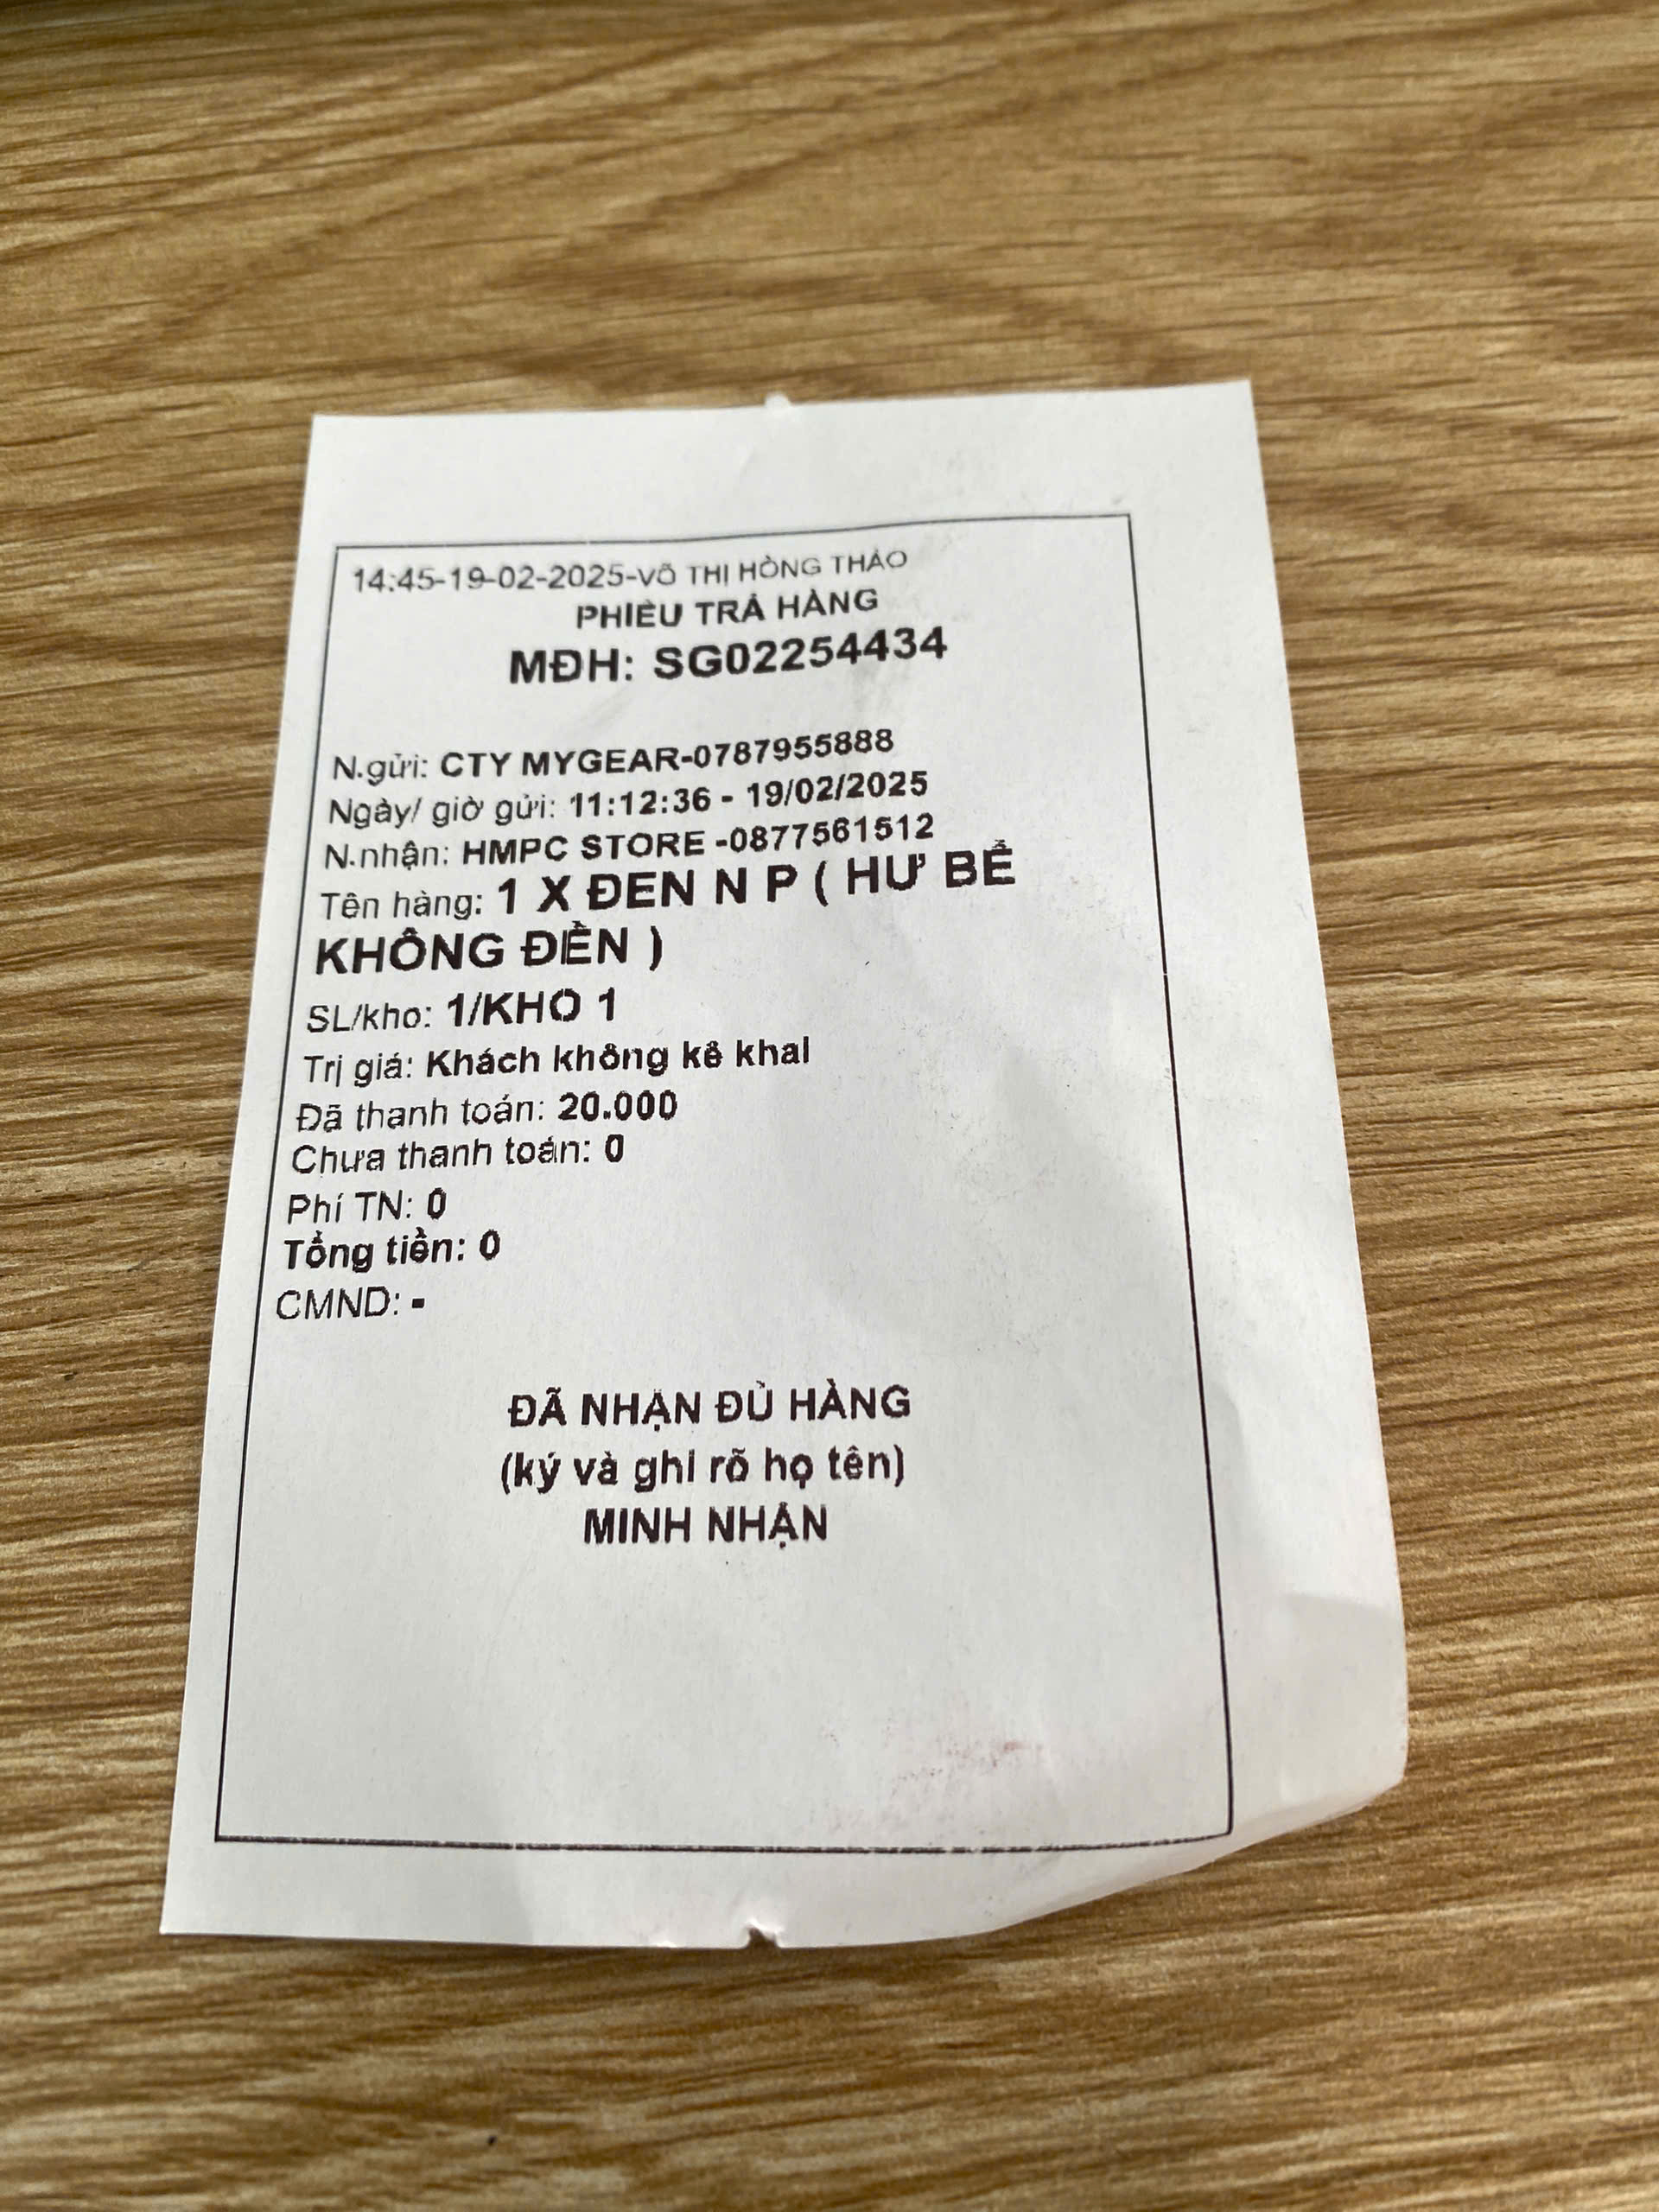 14:45-19-02-2025-VÕ THỊ HỒNG THẢO
PHIẾU TRẢ HÀNG
MĐH: SG02254434
N.gửi: CTY MYGEAR-0787955888
Ngày/ giờ gửi: 11:12:36 - 19/02/2025
N.nhận: HMPC STORE -0877561512
Tên hàng: 1 X ĐEN N P ( HƯ BỂ
KHÔNG ĐỀN )
SL/kho: 1/KHO 1
Trị giá: Khách không kê khai
Đã thanh toán: 20.000
Chưa thanh toán: 0
Phí TN: 0
Tổng tiền: 0
CMND: -
ĐÃ NHẬN ĐỦ HÀNG
(ký và ghi rõ họ tên)
MINH NHẬN